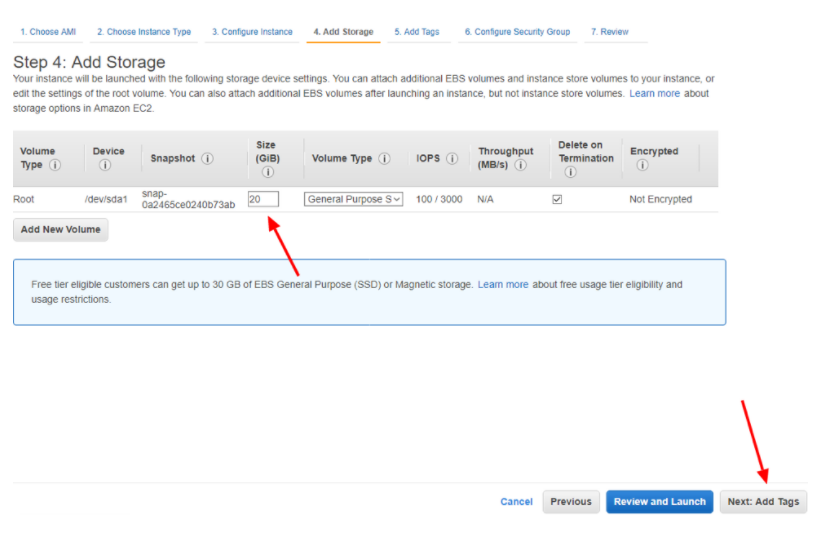 1. Choose AMI 2. Choose Instance Type 3. Configure Instance 4. Add Storage 5. Add Tags 6. Configure Security Group 7. Review
Step 4: Add Storage
Your instance will be launched with the following storage device settings. You can attach additional EBS volumes and instance store volumes to your instance, or
edit the settings of the root volume. You can also attach additional EBS volumes after launching an instance, but not instance store volumes. Learn more about
storage options in Amazon EC2.
Volume Type Device Snapshot Size (GiB) Volume Type IOPS Throughput (MB/s) Delete on Termination Encrypted
Root /dev/sda1 snap-0a2465ce0240b73ab 20 General Purpose S 100 / 3000 N/A Not Encrypted
Add New Volume
Free tier eligible customers can get up to 30 GB of EBS General Purpose (SSD) or Magnetic storage. Learn more about free usage tier eligibility and
usage restrictions.
Cancel Previous Review and Launch Next: Add Tags